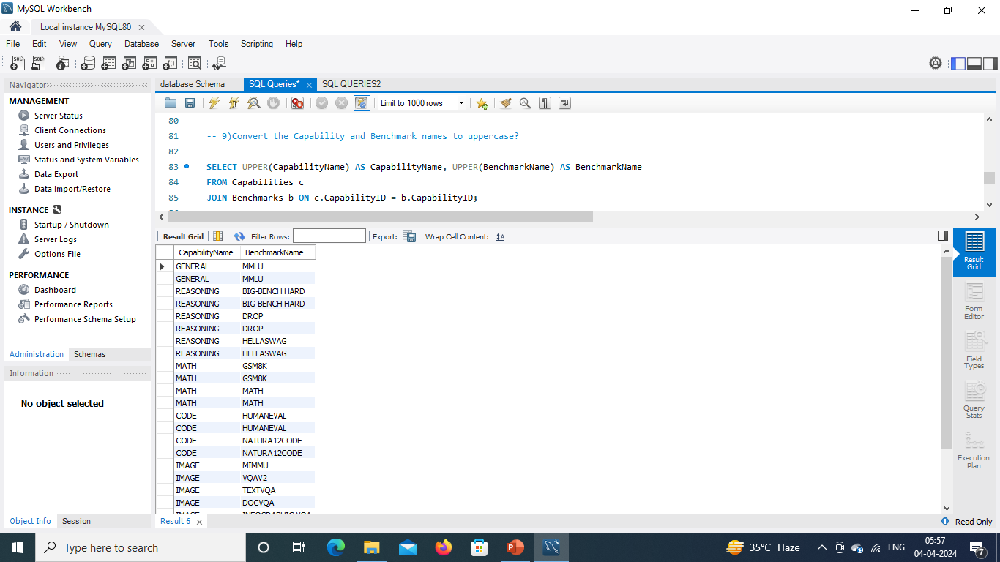 MySQL Workbench
Local instance MySQL80
File Edit View Query Database Server Tools Scripting Help
Navigator
MANAGEMENT
Server Status
Client Connections
Users and Privileges
Status and System Variables
Data Export
Data Import/Restore
INSTANCE
Startup / Shutdown
Server Logs
Options File
PERFORMANCE
Dashboard
Performance Reports
Performance Schema Setup
Administration Schemas
Information
No object selected
Object Info Session
database Schema SQL Queries* SQL QUERIES2
Limit to 1000 rows
80
81 -- 9)Convert the Capability and Benchmark names to uppercase?
82
83 SELECT UPPER(CapabilityName) AS CapabilityName, UPPER(BenchmarkName) AS BenchmarkName
84 FROM Capabilities c
85 JOIN Benchmarks b ON c.CapabilityID = b.CapabilityID;
Result Grid Filter Rows: Export: Wrap Cell Content:
CapabilityName BenchmarkName
GENERAL MMLU
GENERAL MMLU
REASONING BIG-BENCH HARD
REASONING BIG-BENCH HARD
REASONING DROP
REASONING DROP
REASONING HELLASWAG
REASONING HELLASWAG
MATH GSM8K
MATH GSM8K
MATH MATH
MATH MATH
CODE HUMANEVAL
CODE HUMANEVAL
CODE NATURA12CODE
CODE NATURA12CODE
IMAGE MIMMU
IMAGE VQAV2
IMAGE TEXTVQA
IMAGE DOCVQA
IMAGE INFOGRAPHIC VQA
Result 6
Result
Grid
Form
Editor
Field
Types
Query
Stats
Execution
Plan
Read Only
Type here to search
35°C Haze
ENG
05:57
04-04-2024
7